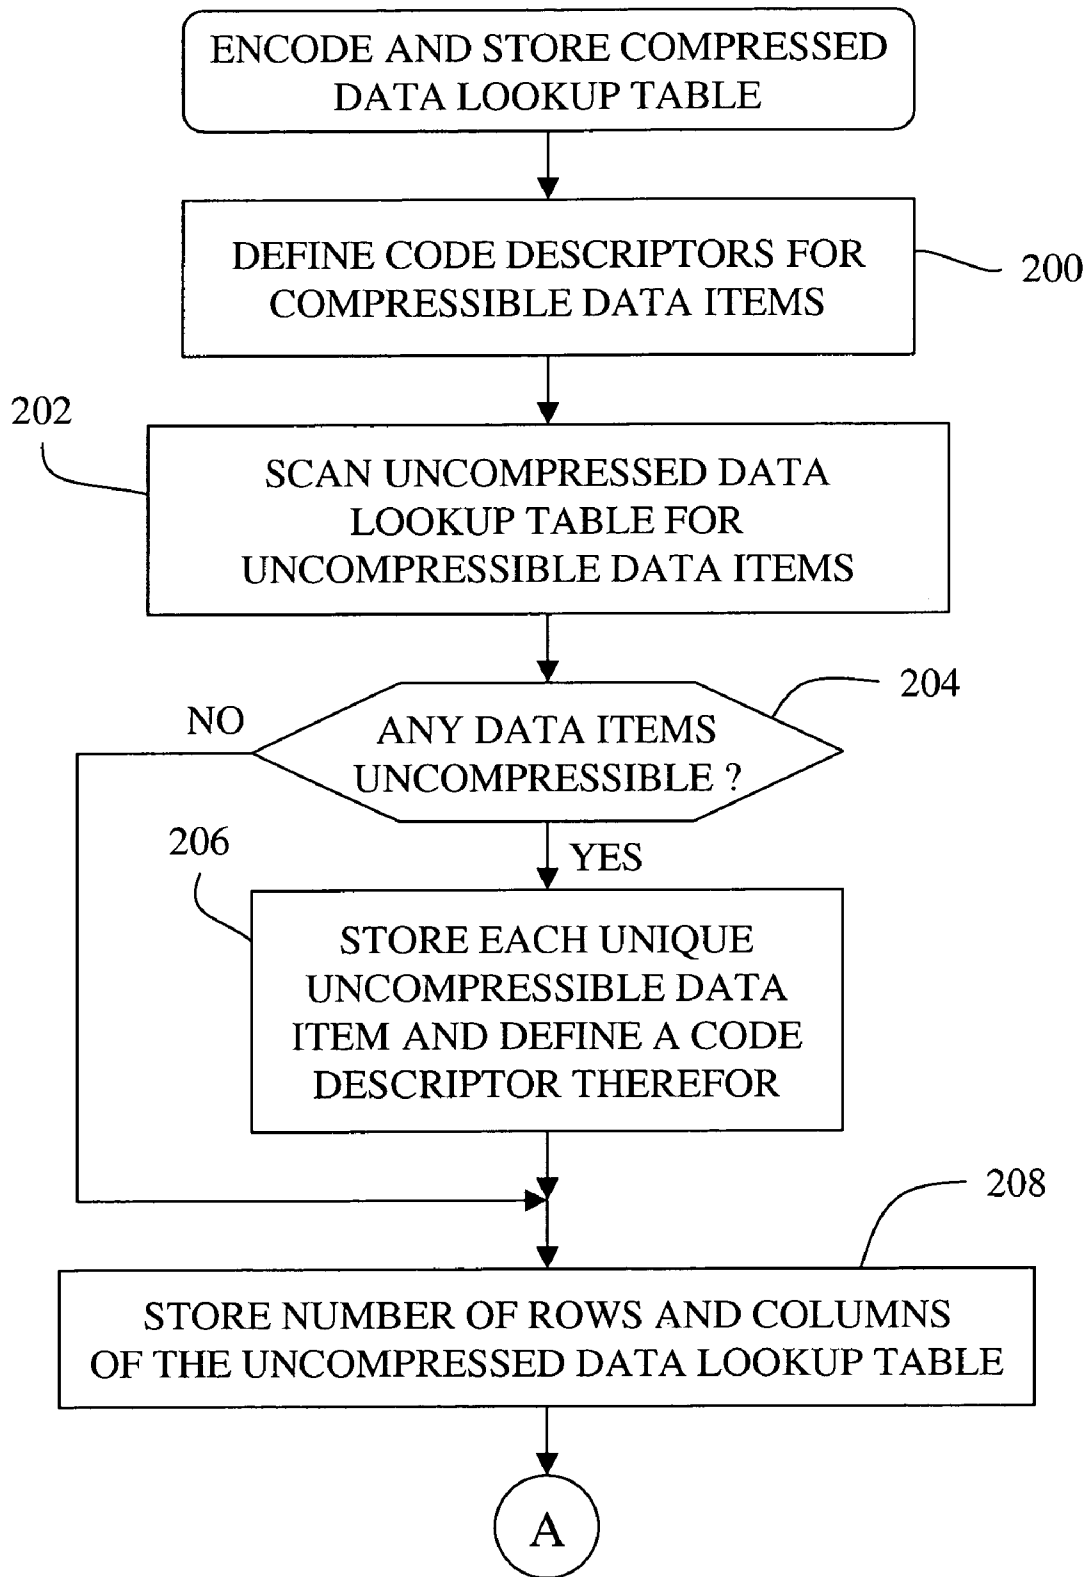 ENCODE AND STORE COMPRESSED
DATA LOOKUP TABLE
DEFINE CODE DESCRIPTORS FOR
COMPRESSIBLE DATA ITEMS
200
202
SCAN UNCOMPRESSED DATA
LOOKUP TABLE FOR
UNCOMPRESSIBLE DATA ITEMS
204
NO
ANY DATA ITEMS
UNCOMPRESSIBLE ?
206
YES
STORE EACH UNIQUE
UNCOMPRESSIBLE DATA
ITEM AND DEFINE A CODE
DESCRIPTOR THEREFOR
208
STORE NUMBER OF ROWS AND COLUMNS
OF THE UNCOMPRESSED DATA LOOKUP TABLE
A